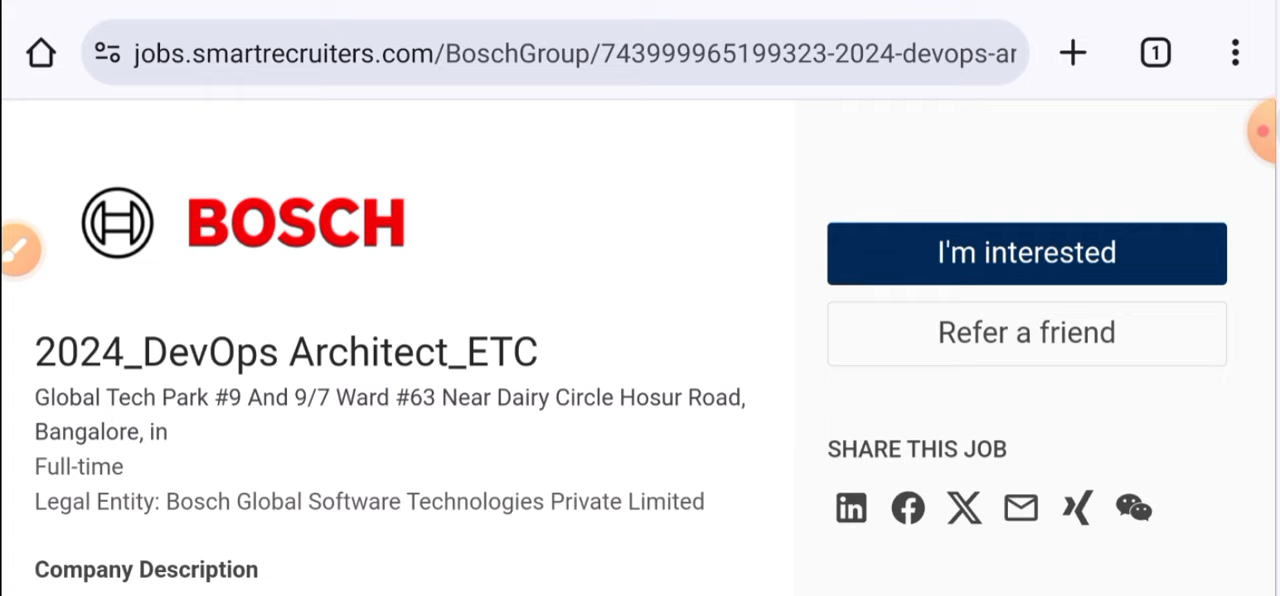 jobs.smartrecruiters.com/BoschGroup/743999965199323-2024-devops-ar
1
BOSCH
I'm interested
Refer a friend
2024_DevOps Architect_ETC
Global Tech Park #9 And 9/7 Ward #63 Near Dairy Circle Hosur Road,
Bangalore, in
Full-time
Legal Entity: Bosch Global Software Technologies Private Limited
SHARE THIS JOB
Company Description